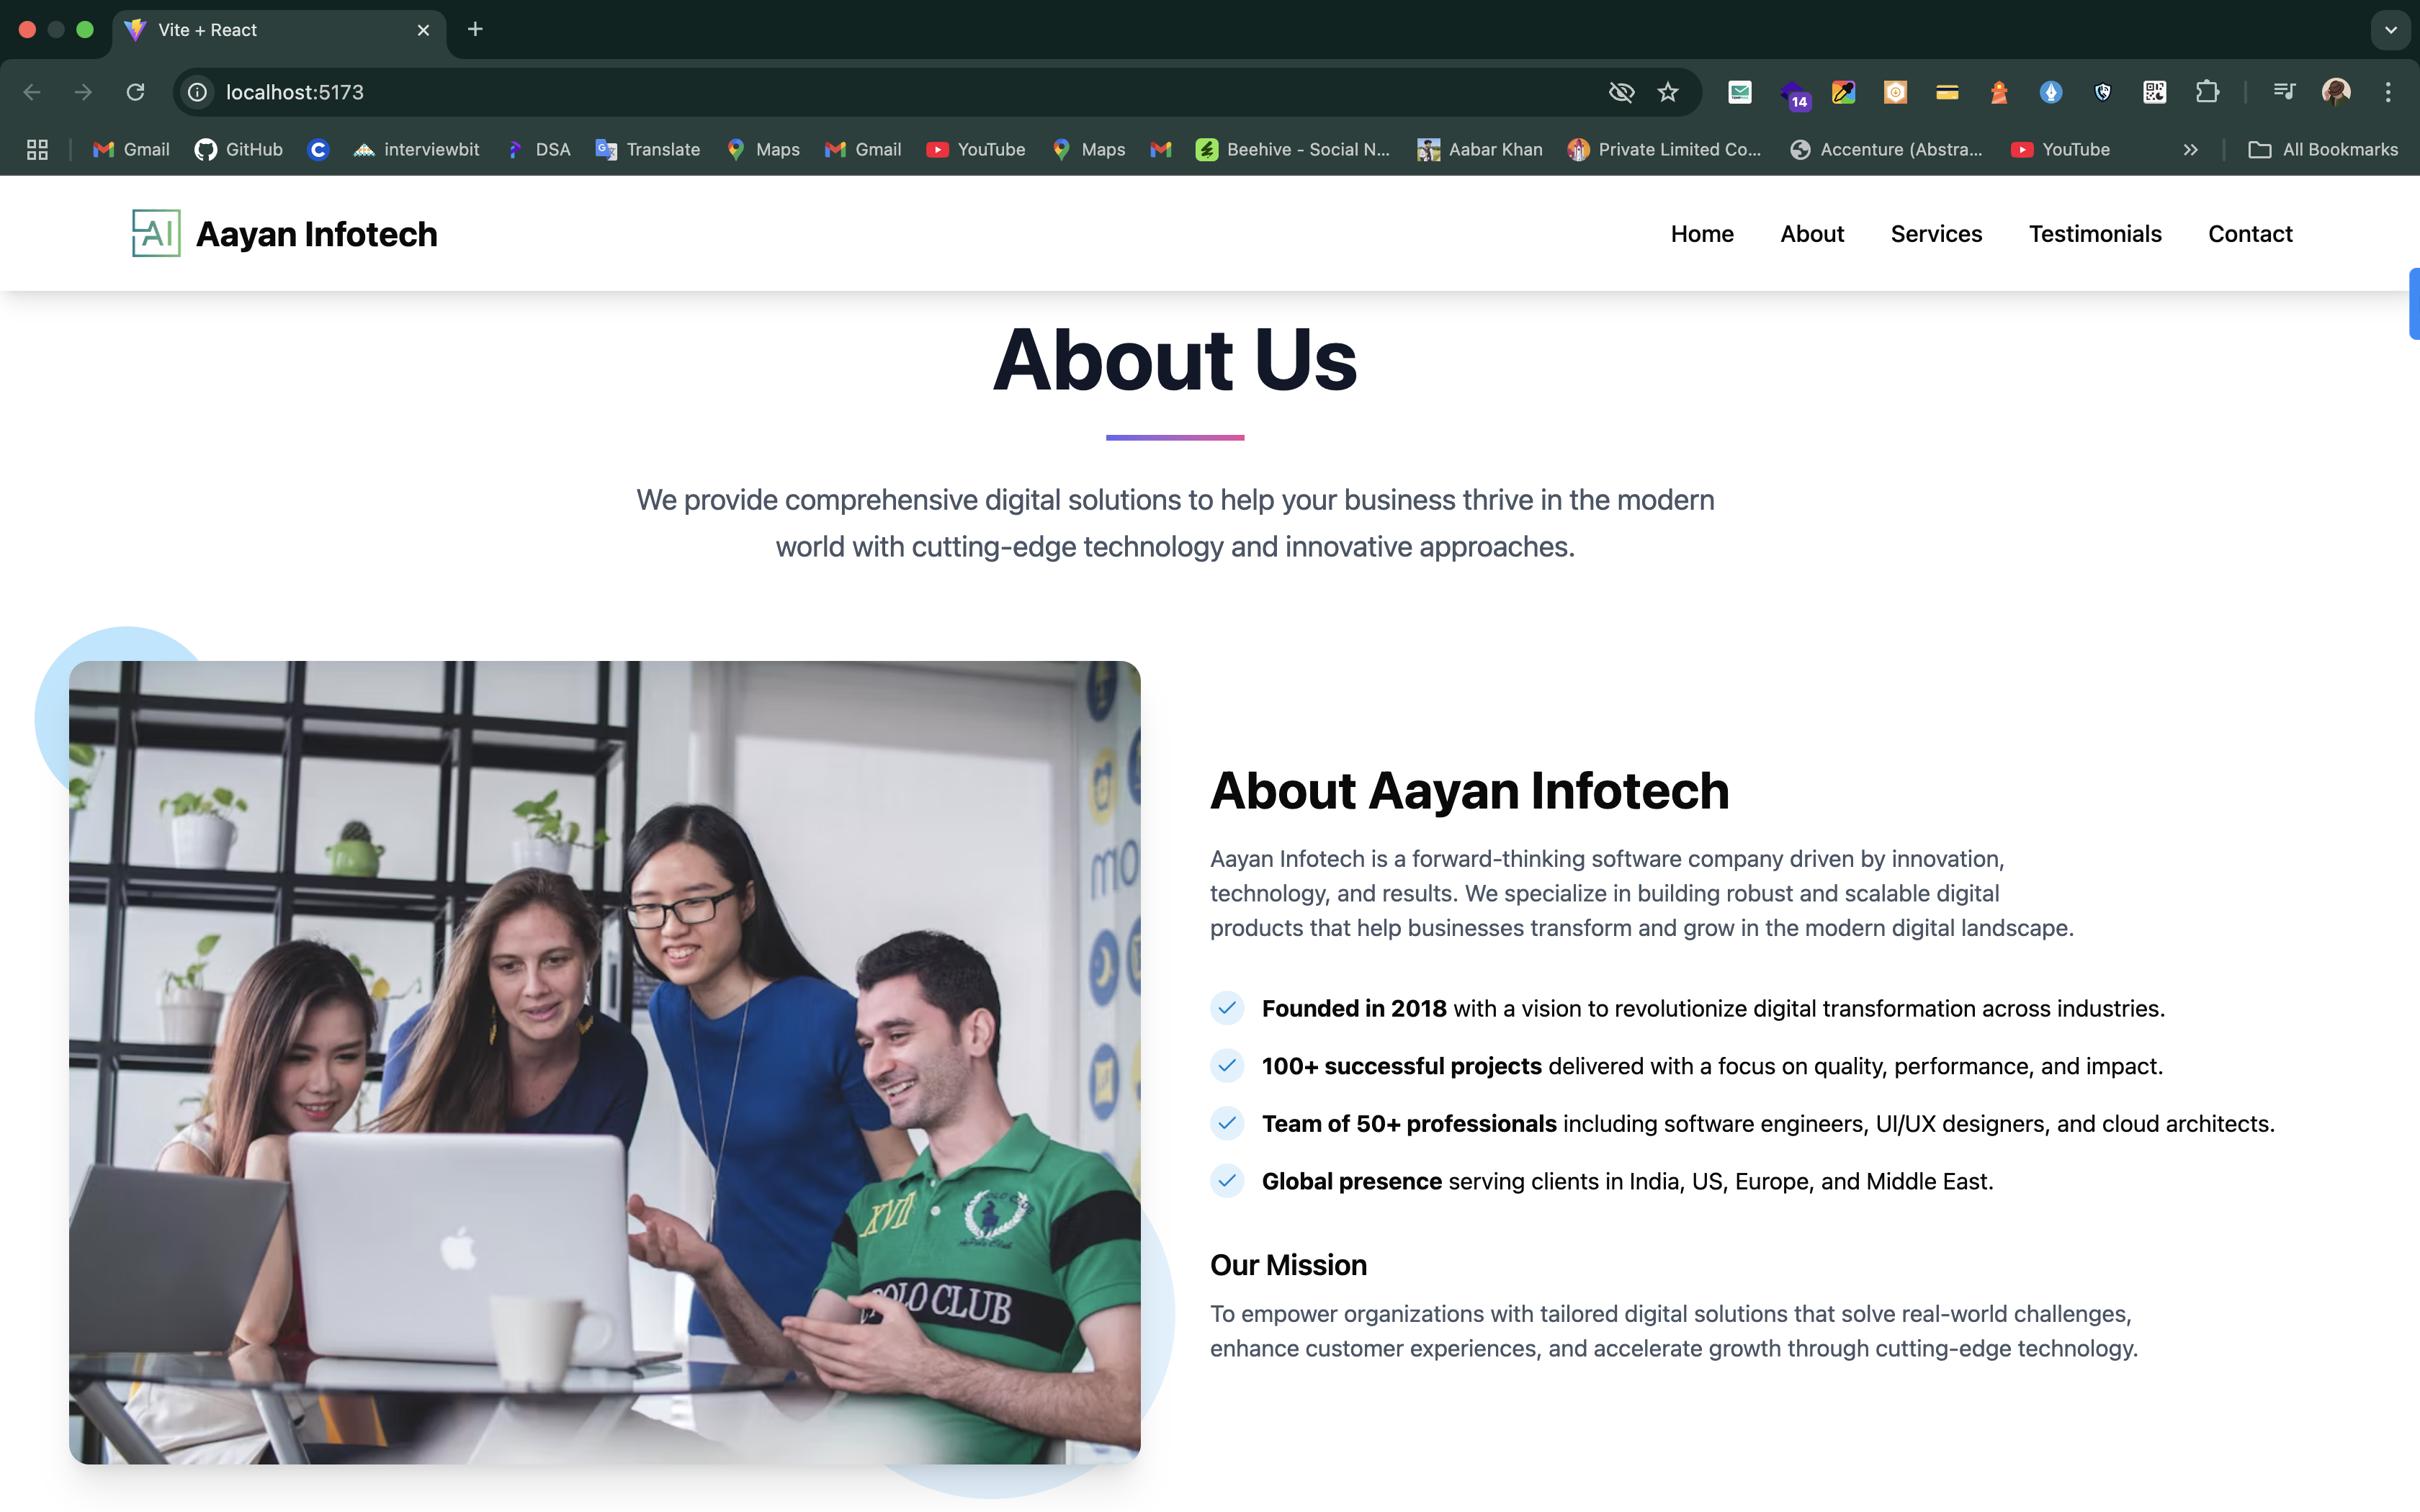 Vite + React
localhost:5173
14
Gmail
GitHub
interviewbit
DSA
Translate
Maps
Gmail
YouTube
Maps
Beehive - Social N...
Aabar Khan
Private Limited Co...
Accenture (Abstra...
YouTube
All Bookmarks
AI
Aayan Infotech
Home
About
Services
Testimonials
Contact
About Us
We provide comprehensive digital solutions to help your business thrive in the modern
world with cutting-edge technology and innovative approaches.
XVII
POLO CLUB
About Aayan Infotech
Aayan Infotech is a forward-thinking software company driven by innovation,
technology, and results. We specialize in building robust and scalable digital
products that help businesses transform and grow in the modern digital landscape.
Founded in 2018 with a vision to revolutionize digital transformation across industries.
100+ successful projects delivered with a focus on quality, performance, and impact.
Team of 50+ professionals including software engineers, UI/UX designers, and cloud architects.
Global presence serving clients in India, US, Europe, and Middle East.
Our Mission
To empower organizations with tailored digital solutions that solve real-world challenges,
enhance customer experiences, and accelerate growth through cutting-edge technology.